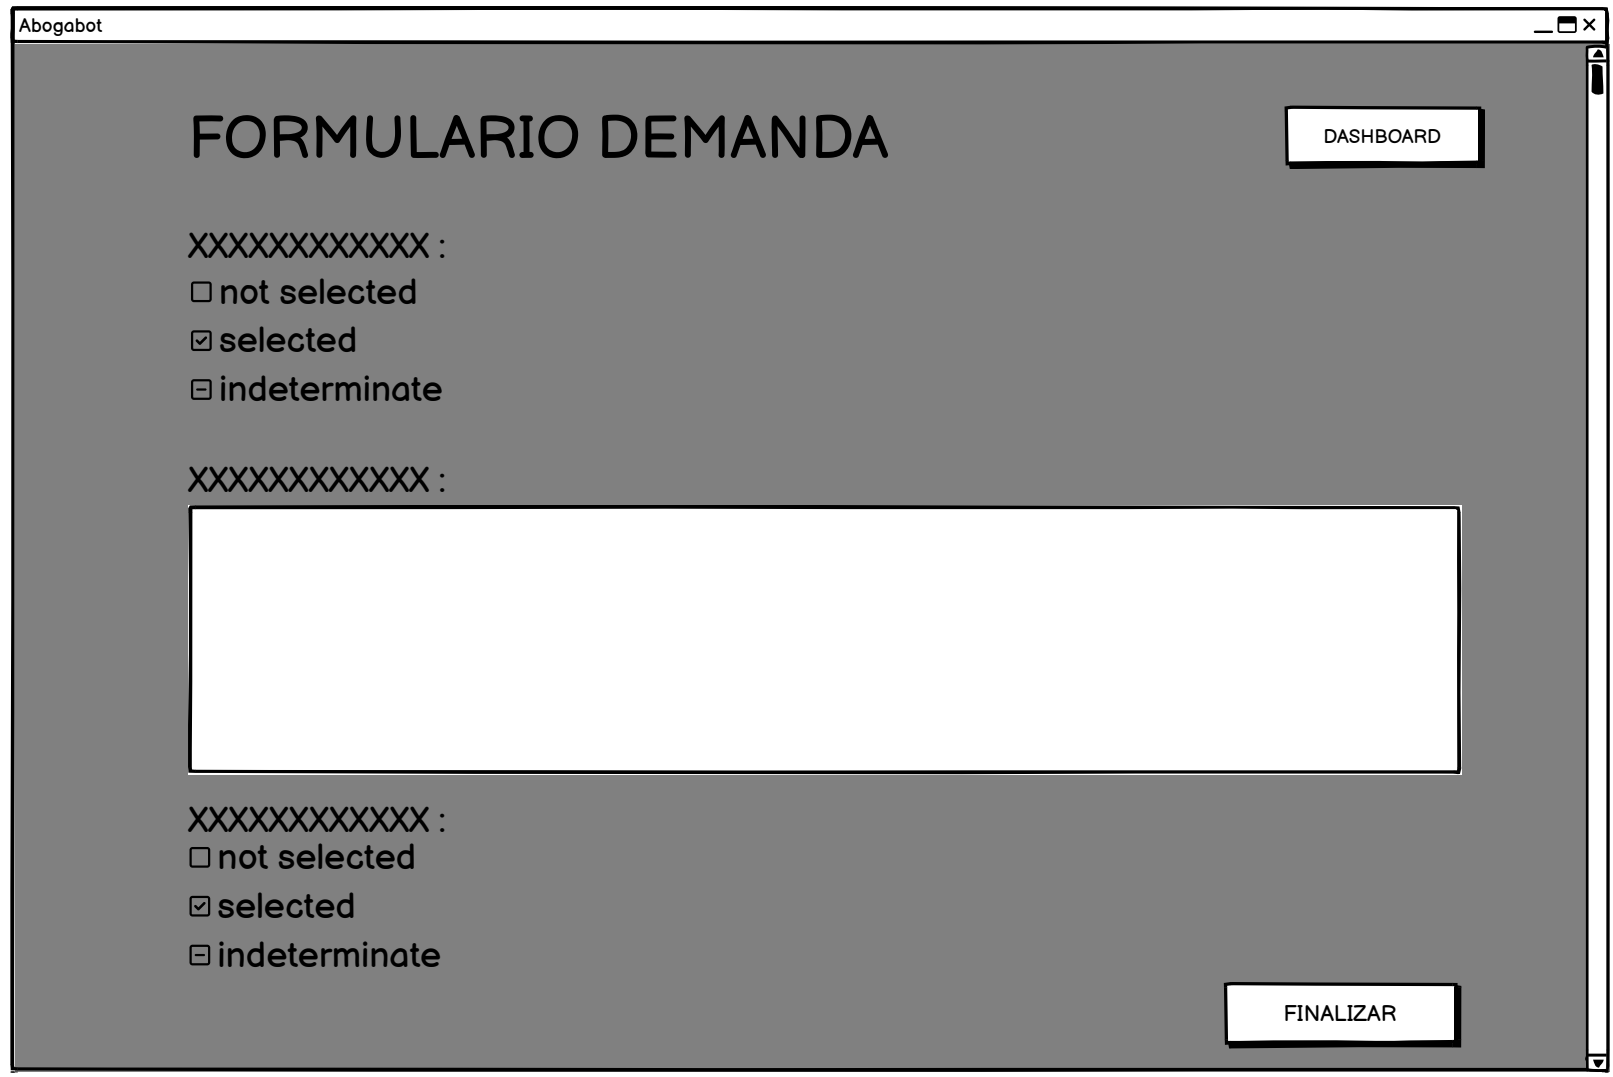 Abogabot
FORMULARIO DEMANDA
DASHBOARD
XXXXXXXXXXXX :
not selected
selected
indeterminate
XXXXXXXXXXXX :
XXXXXXXXXXXX :
not selected
selected
indeterminate
FINALIZAR